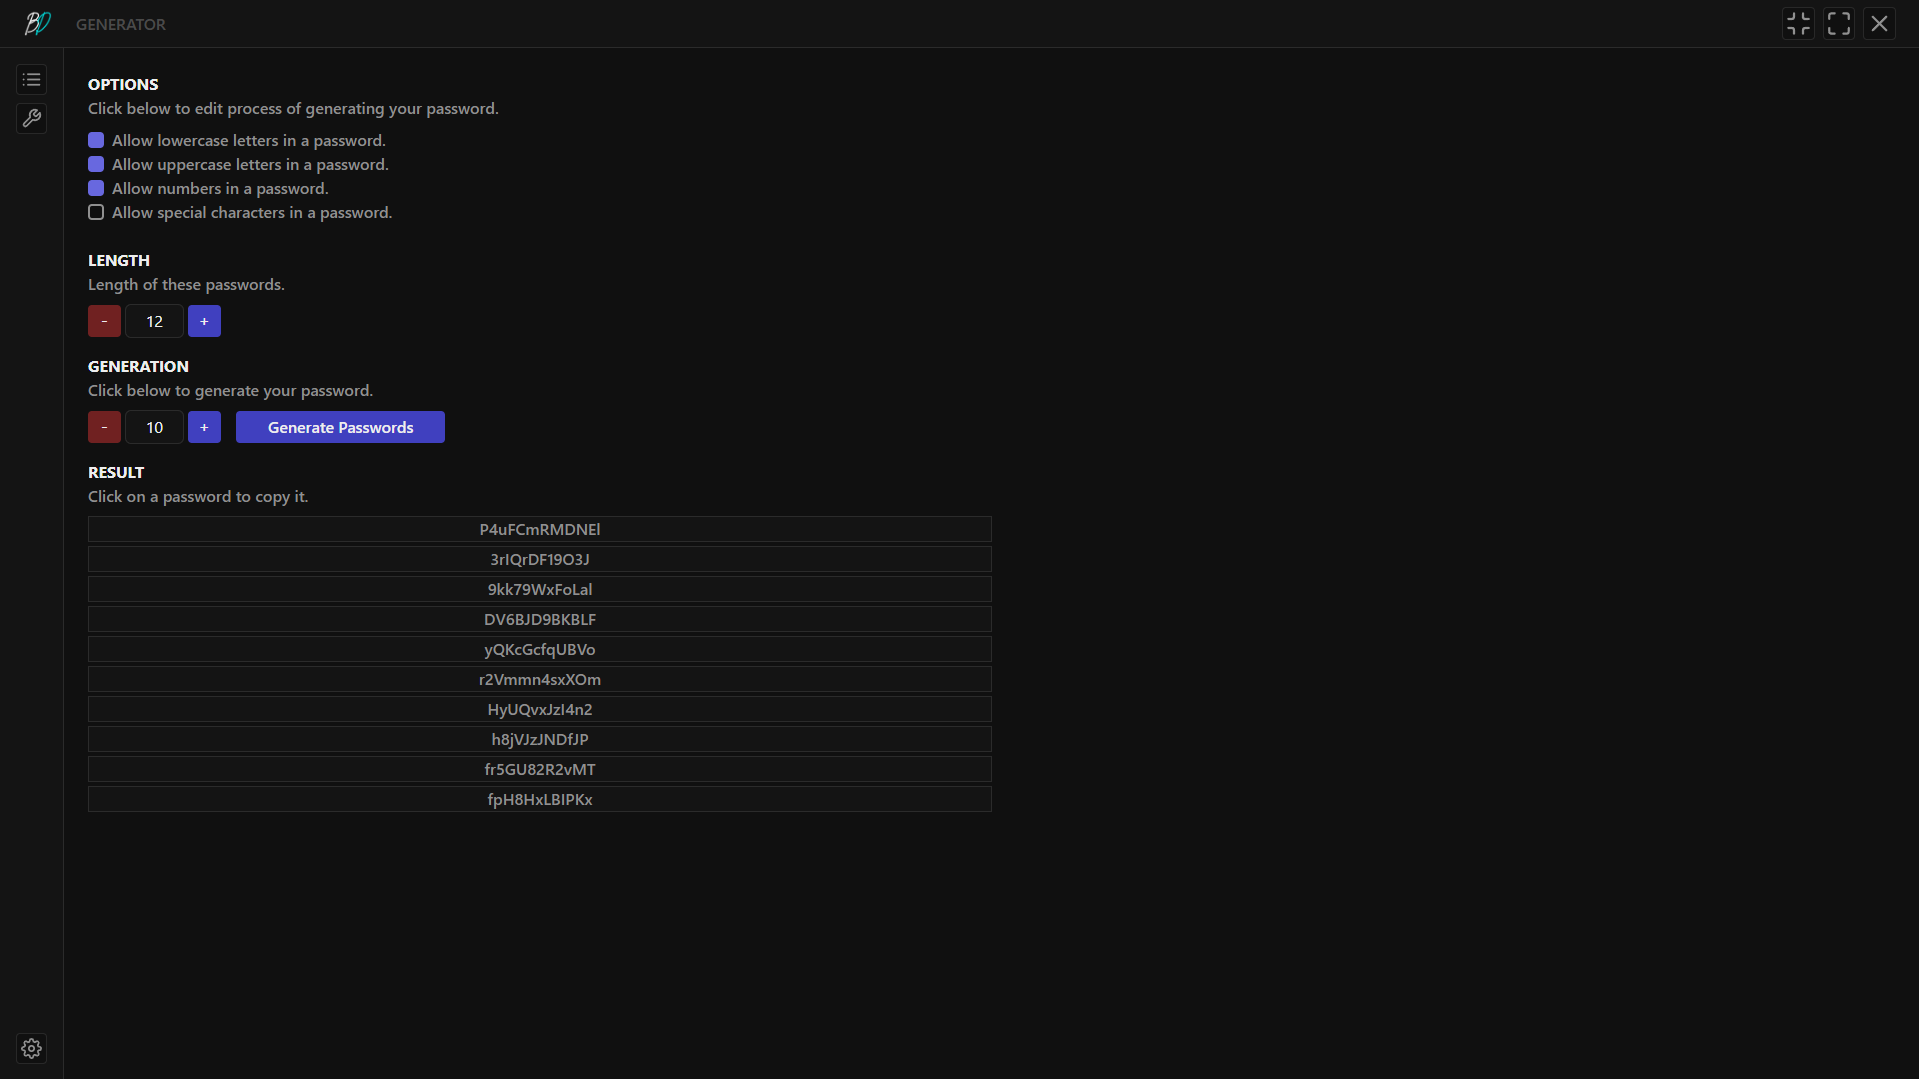 BD GENERATOR
OPTIONS
Click below to edit process of generating your password.
Allow lowercase letters in a password.
Allow uppercase letters in a password.
Allow numbers in a password.
Allow special characters in a password.
LENGTH
Length of these passwords.
- 12 +
GENERATION
Click below to generate your password.
- 10 + Generate Passwords
RESULT
Click on a password to copy it.
P4uFCmRMDNEl
3rIQrDF19O3J
9kk79WxFoLal
DV6BJD9BKBLF
yQKcGcfqUBVo
r2Vmmn4sxXOm
HyUQvxJzI4n2
h8jVJzJNDfJP
fr5GU82R2vMT
fpH8HxLBIPKx